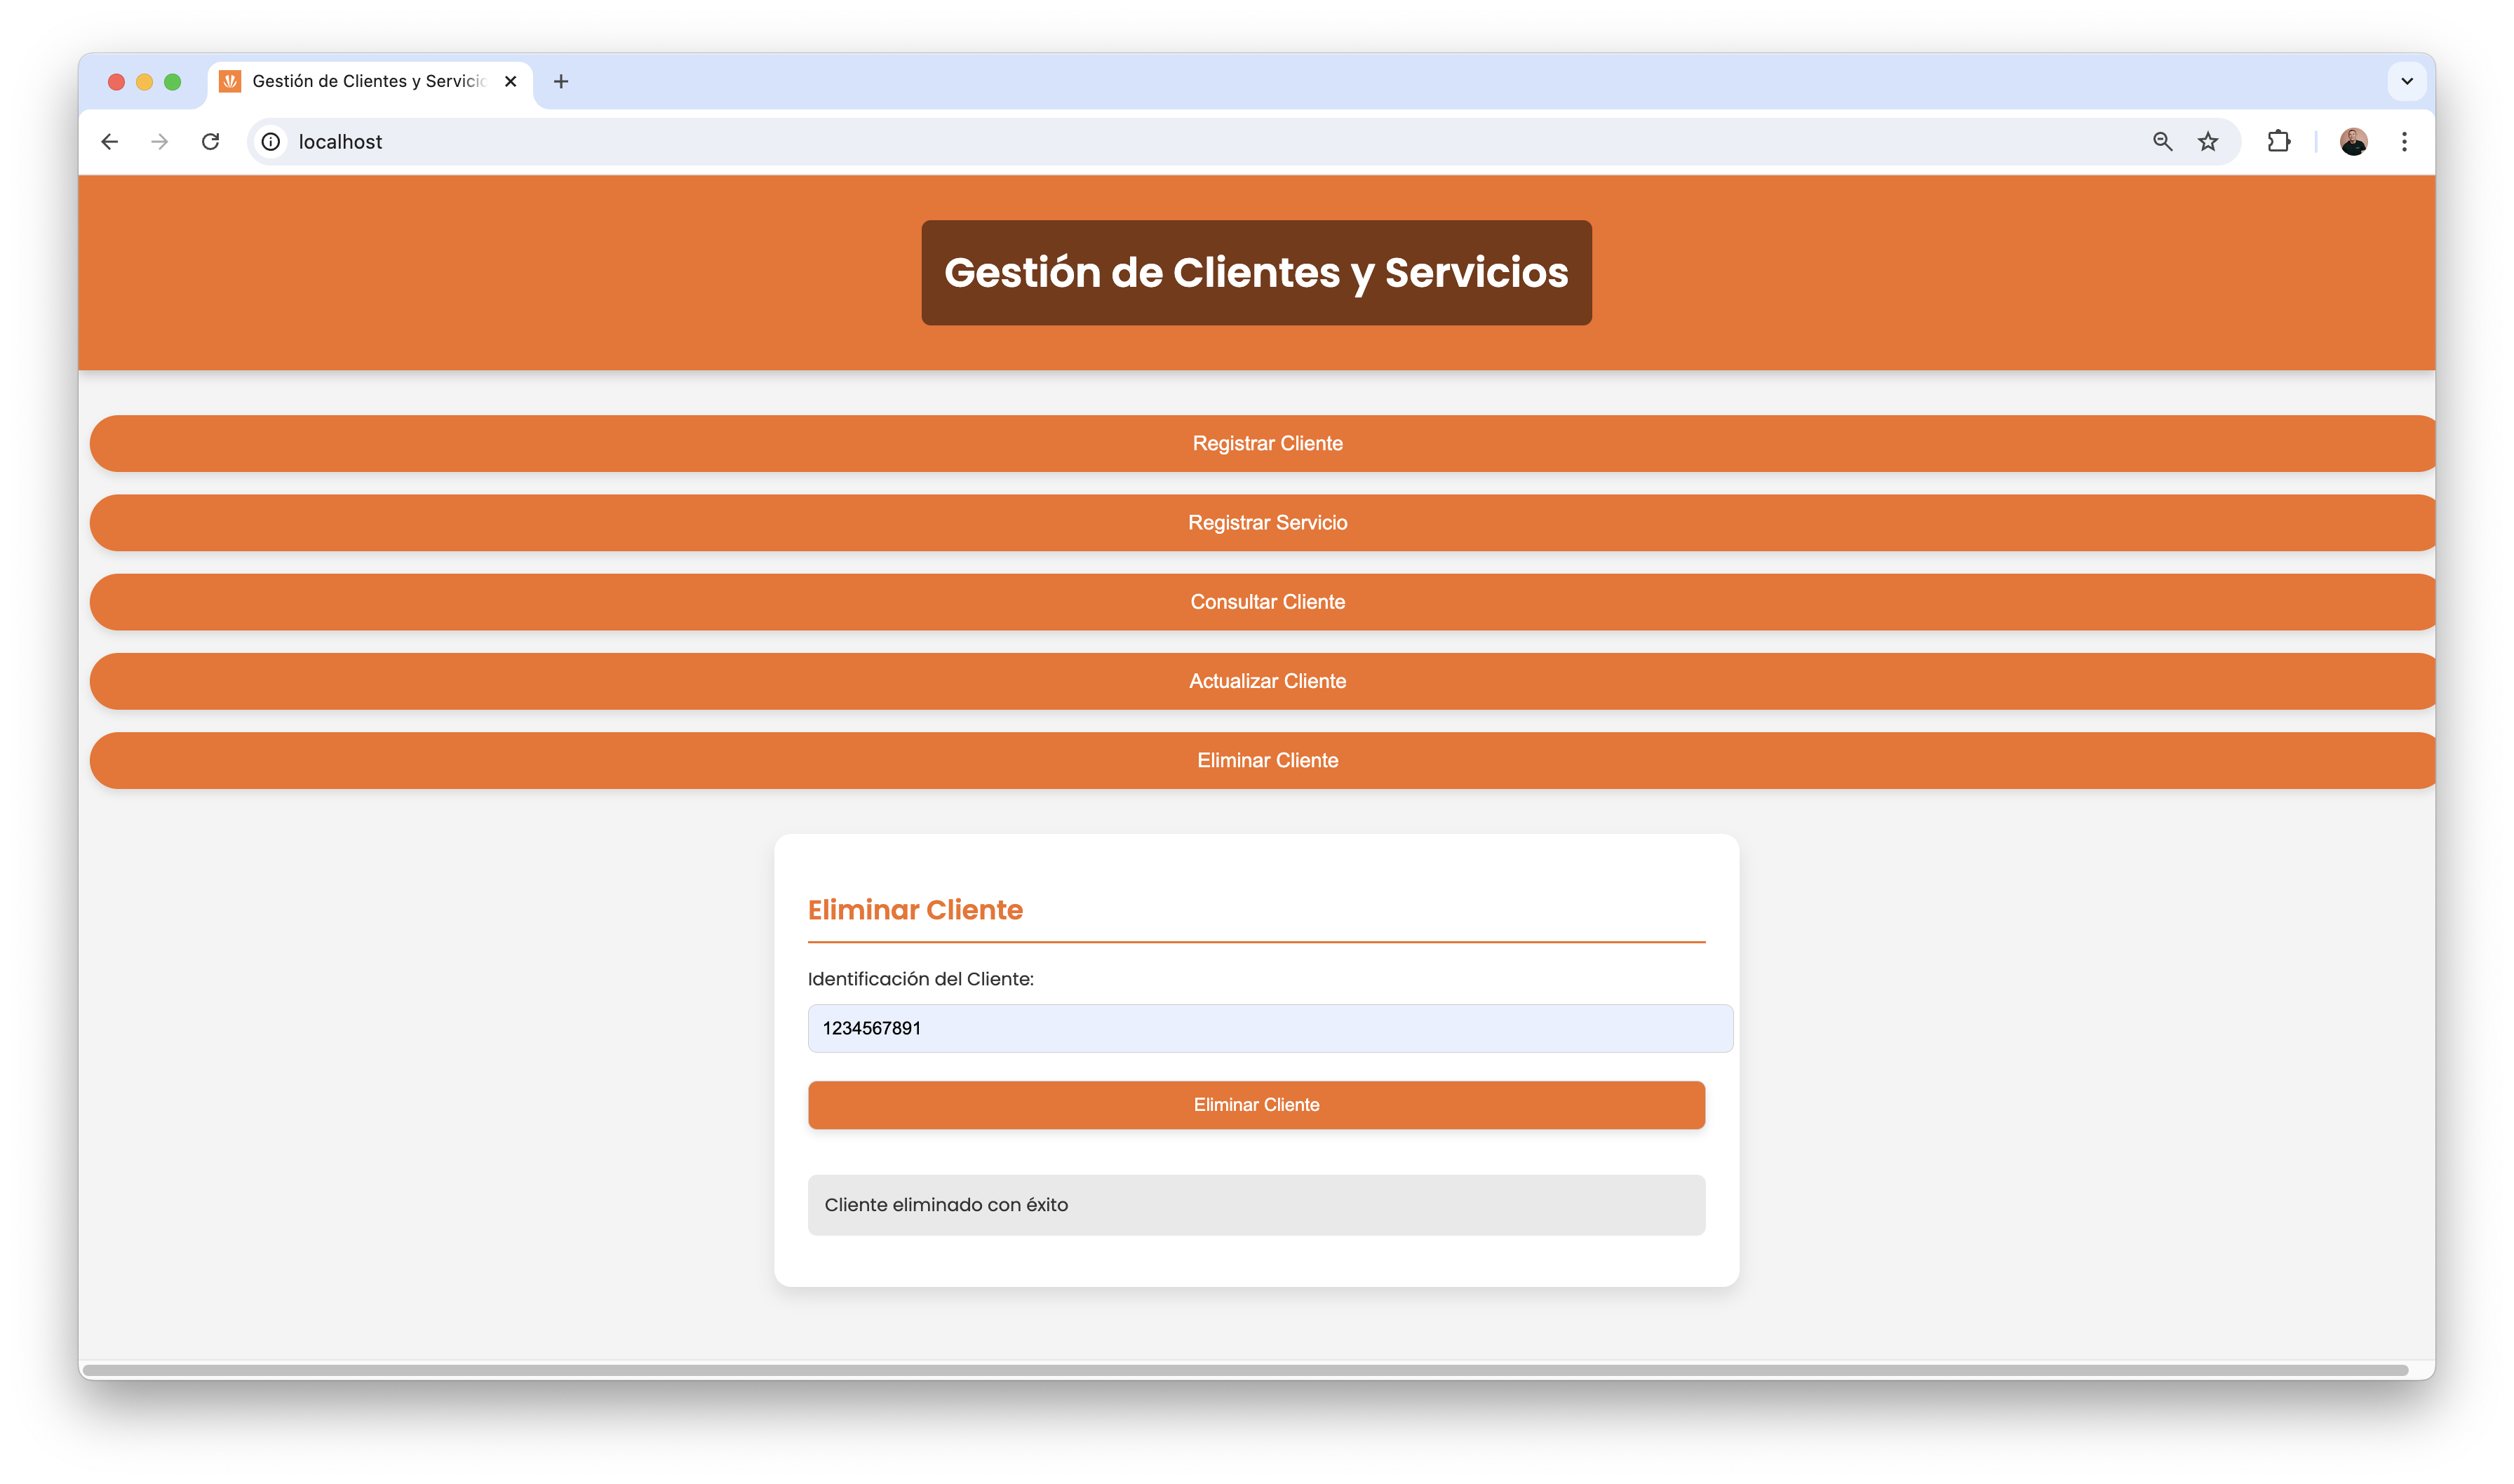 Gestión de Clientes y Servicio
localhost
Gestión de Clientes y Servicios
Registrar Cliente
Registrar Servicio
Consultar Cliente
Actualizar Cliente
Eliminar Cliente
Eliminar Cliente
Identificación del Cliente:
1234567891
Eliminar Cliente
Cliente eliminado con éxito